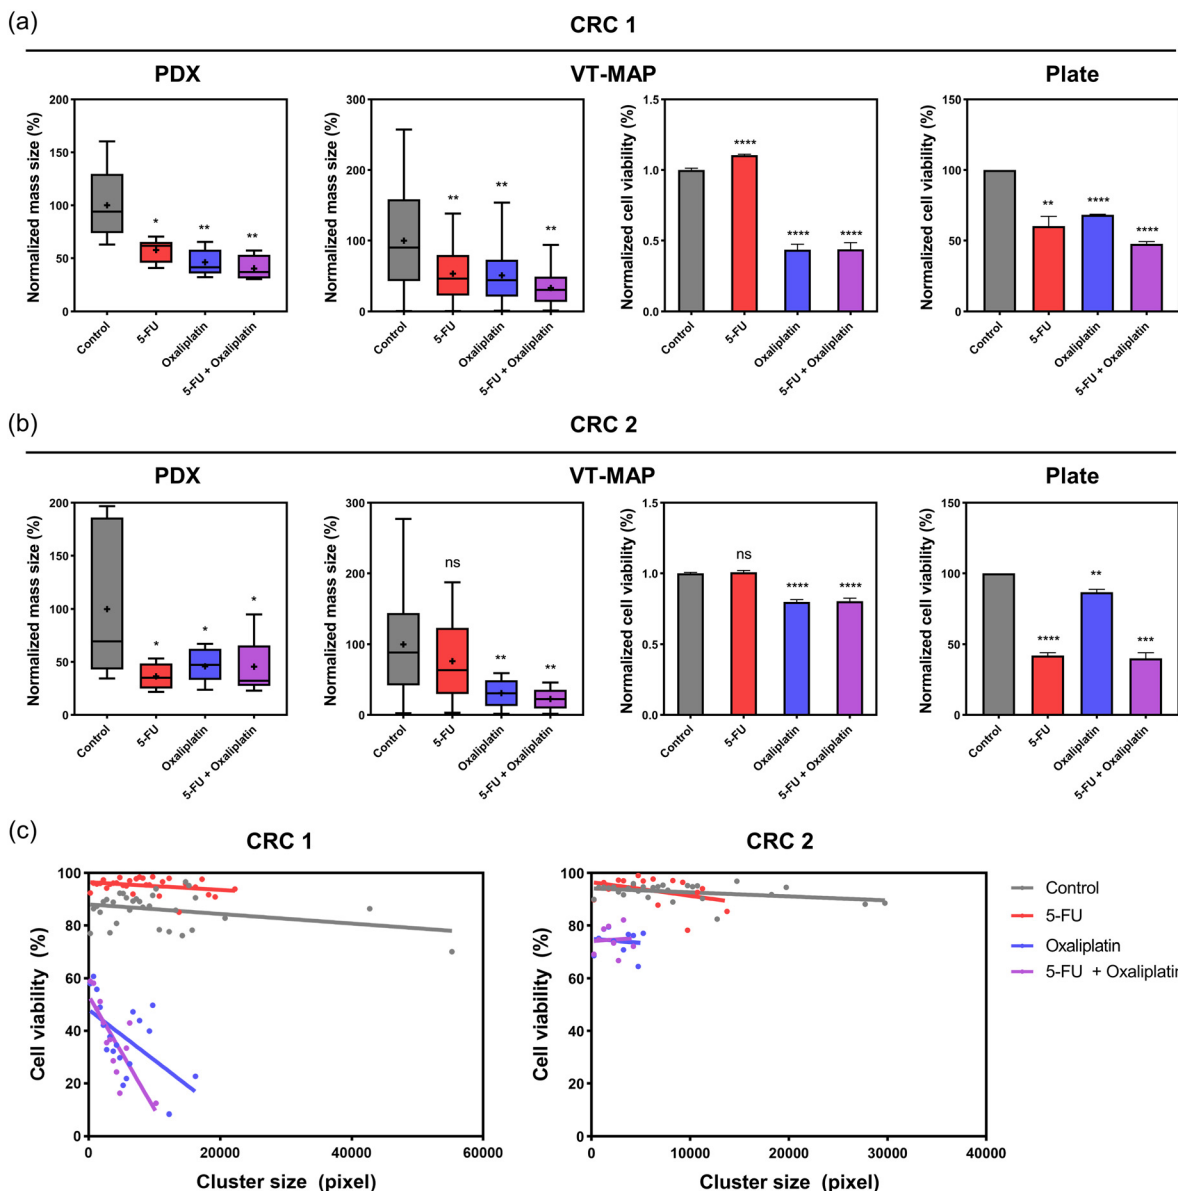 (a)
CRC 1
PDX
VT-MAP
Plate
Normalized mass size (%)
200
150
100
50
0
*
**
**
Control
5-FU
Oxaliplatin
5-FU + Oxaliplatin
Normalized mass size (%)
300
200
100
0
**
**
**
Control
5-FU
Oxaliplatin
5-FU + Oxaliplatin
Normalized cell viability (%)
1.5
1.0
0.5
0.0
****
****
****
Control
5-FU
Oxaliplatin
5-FU + Oxaliplatin
Normalized cell viability (%)
150
100
50
0
**
****
****
Control
5-FU
Oxaliplatin
5-FU + Oxaliplatin
(b)
CRC 2
PDX
VT-MAP
Plate
Normalized mass size (%)
200
150
100
50
0
*
*
*
Control
5-FU
Oxaliplatin
5-FU + Oxaliplatin
Normalized mass size (%)
300
200
100
0
ns
**
**
Control
5-FU
Oxaliplatin
5-FU + Oxaliplatin
Normalized cell viability (%)
1.5
1.0
0.5
0.0
ns
****
****
Control
5-FU
Oxaliplatin
5-FU + Oxaliplatin
Normalized cell viability (%)
150
100
50
0
****
**
***
Control
5-FU
Oxaliplatin
5-FU + Oxaliplatin
(c)
CRC 1
Cell viability (%)
100
80
60
40
20
0
0
20000
40000
60000
Cluster size (pixel)
CRC 2
Cell viability (%)
100
80
60
40
20
0
0
10000
20000
30000
40000
Cluster size (pixel)
Control
5-FU
Oxaliplatin
5-FU + Oxaliplatin